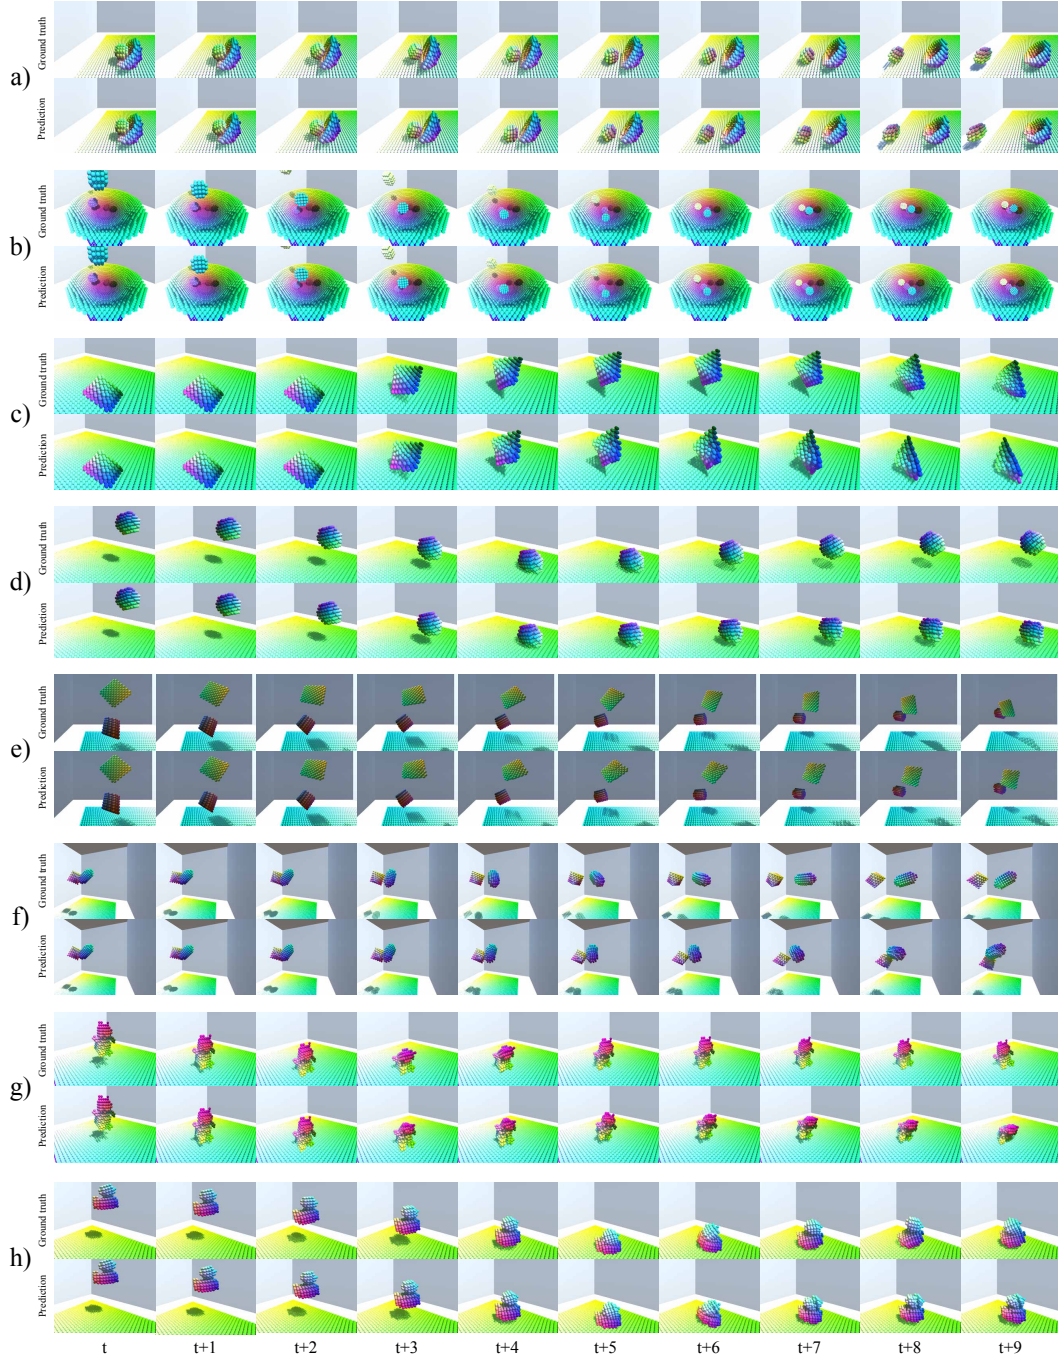 a)
Ground truth
Prediction
b)
Ground truth
Prediction
c)
Ground truth
Prediction
d)
Ground truth
Prediction
e)
Ground truth
Prediction
f)
Ground truth
Prediction
g)
Ground truth
Prediction
h)
Ground truth
Prediction
t t+1 t+2 t+3 t+4 t+5 t+6 t+7 t+8 t+9